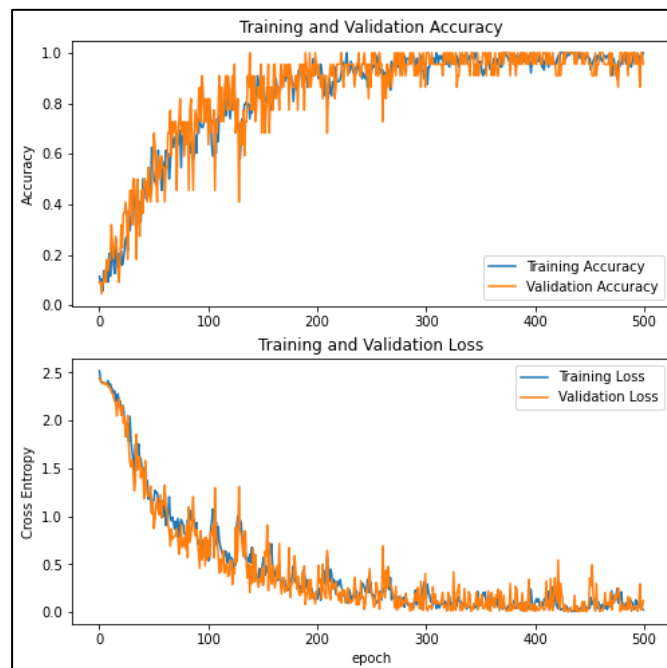 Training and Validation Accuracy
1.0
0.8
0.6
0.4
0.2
0.0
Accuracy
Training Accuracy
Validation Accuracy
0 100 200 300 400 500
Training and Validation Loss
2.5
2.0
1.5
1.0
0.5
0.0
Cross Entropy
Training Loss
Validation Loss
0 100 200 300 400 500
epoch